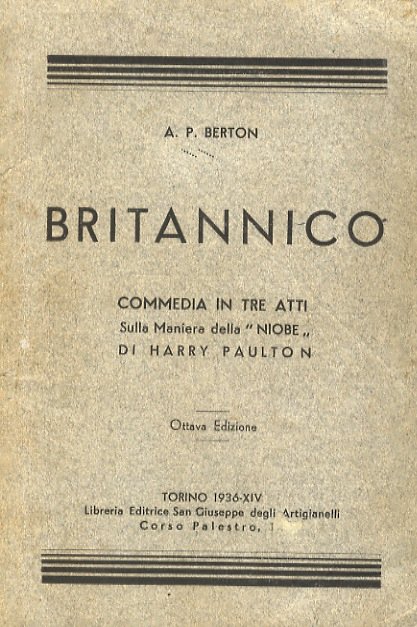 A. P. BERTON
BRITANNICO
COMMEDIA IN TRE ATTI
Sulla Maniera della “NIOBE„
DI HARRY PAULTON
Ottava Edizione
TORINO 1936-XIV
Libreria Editrice San Giuseppe degli Artigianelli
Corso Palestro,